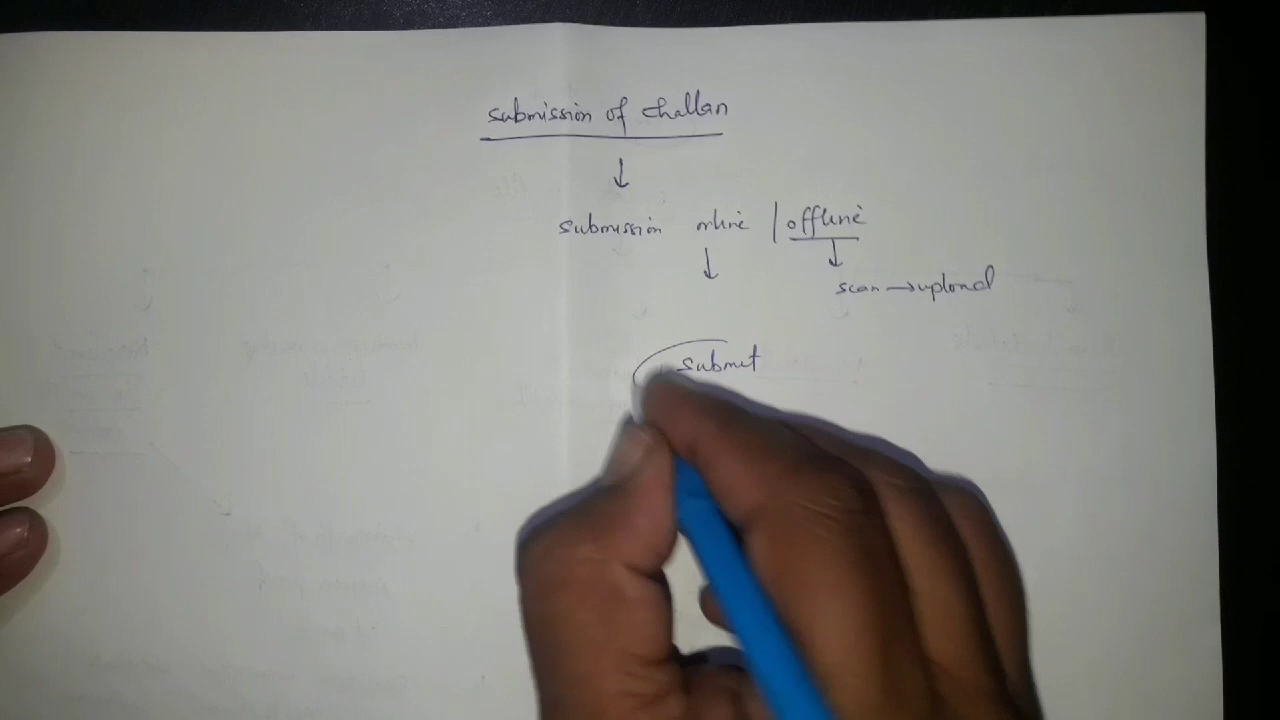 submission of challan
↓
submission online | offline
↓ ↓
scan → upload
submit